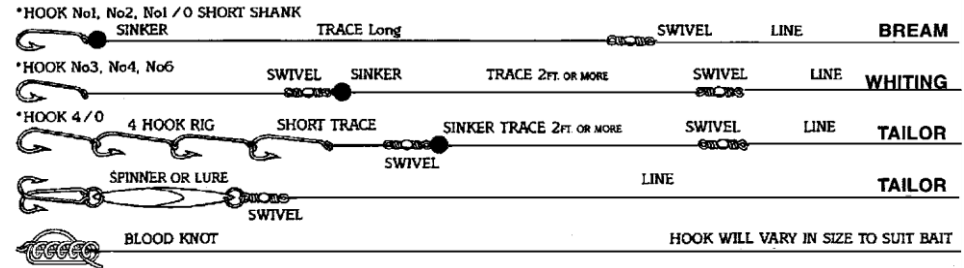 *HOOK No1, No2, No1/0 SHORT SHANK
SINKER TRACE Long SWIVEL LINE BREAM
*HOOK No3, No4, No6
SWIVEL SINKER TRACE 2FT. OR MORE SWIVEL LINE WHITING
*HOOK 4/0
4 HOOK RIG SHORT TRACE SINKER TRACE 2FT. OR MORE SWIVEL LINE TAILOR
SWIVEL
SPINNER OR LURE LINE TAILOR
SWIVEL
BLOOD KNOT HOOK WILL VARY IN SIZE TO SUIT BAIT